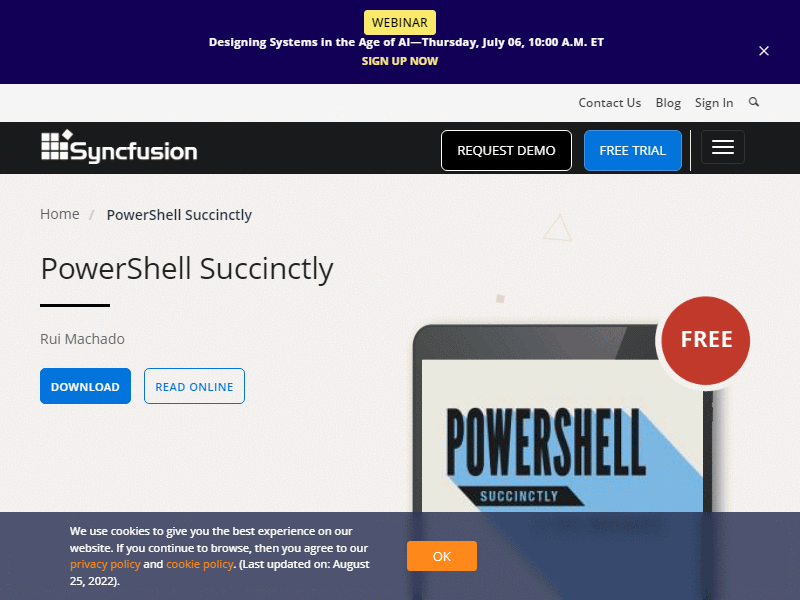 WEBINAR
Designing Systems in the Age of AI—Thursday, July 06, 10:00 A.M. ET
SIGN UP NOW
Contact Us Blog Sign In
Syncfusion
REQUEST DEMO
FREE TRIAL
Home / PowerShell Succinctly
PowerShell Succinctly
Rui Machado
DOWNLOAD
READ ONLINE
FREE
POWERSHELL
SUCCINCTLY
We use cookies to give you the best experience on our
website. If you continue to browse, then you agree to our
privacy policy and cookie policy. (Last updated on: August
25, 2022).
OK